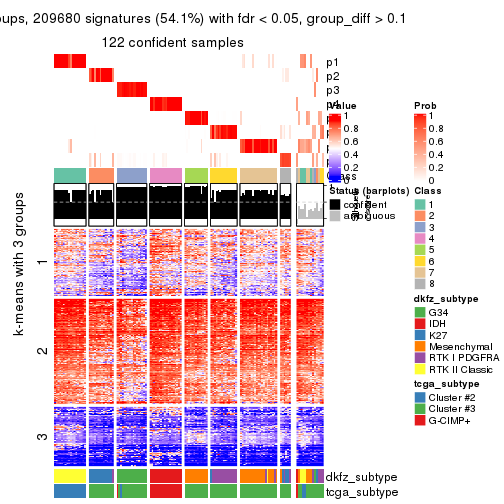 oups, 209680 signatures (54.1%) with fdr < 0.05, group_diff > 0.1
122 confident samples
p1
p2
p3
Value
1
0.8
0.6
0.4
0.2
0
Prob
1
0.8
0.6
0.4
0.2
0
Class
Status (barplots)
confident
ambiguous
Class
1
2
3
4
5
6
7
8
k-means with 3 groups
1
2
3
dkfz_subtype
G34
IDH
K27
Mesenchymal
RTK I PDGFRA
RTK II Classic
tcga_subtype
Cluster #2
Cluster #3
G-CIMP+
dkfz_subtype
tcga_subtype